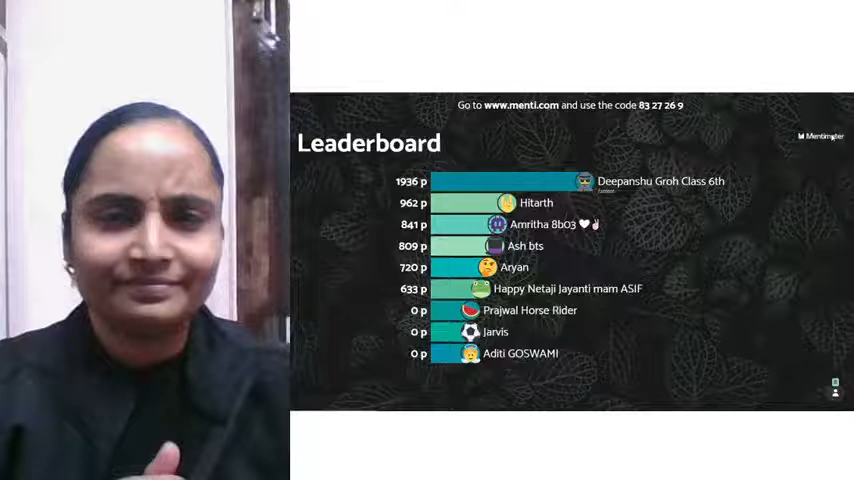 Go to www.menti.com and use the code 83 27 26 9
Mentimeter
Leaderboard
1936 p Deepanshu Groh Class 6th
Fastest
962 p Hitarth
841 p Amritha 8b03 🤍✌🏻
809 p Ash bts
720 p Aryan
633 p Happy Netaji Jayanti mam ASIF
0 p Prajwal Horse Rider
0 p Jarvis
0 p Aditi GOSWAMI